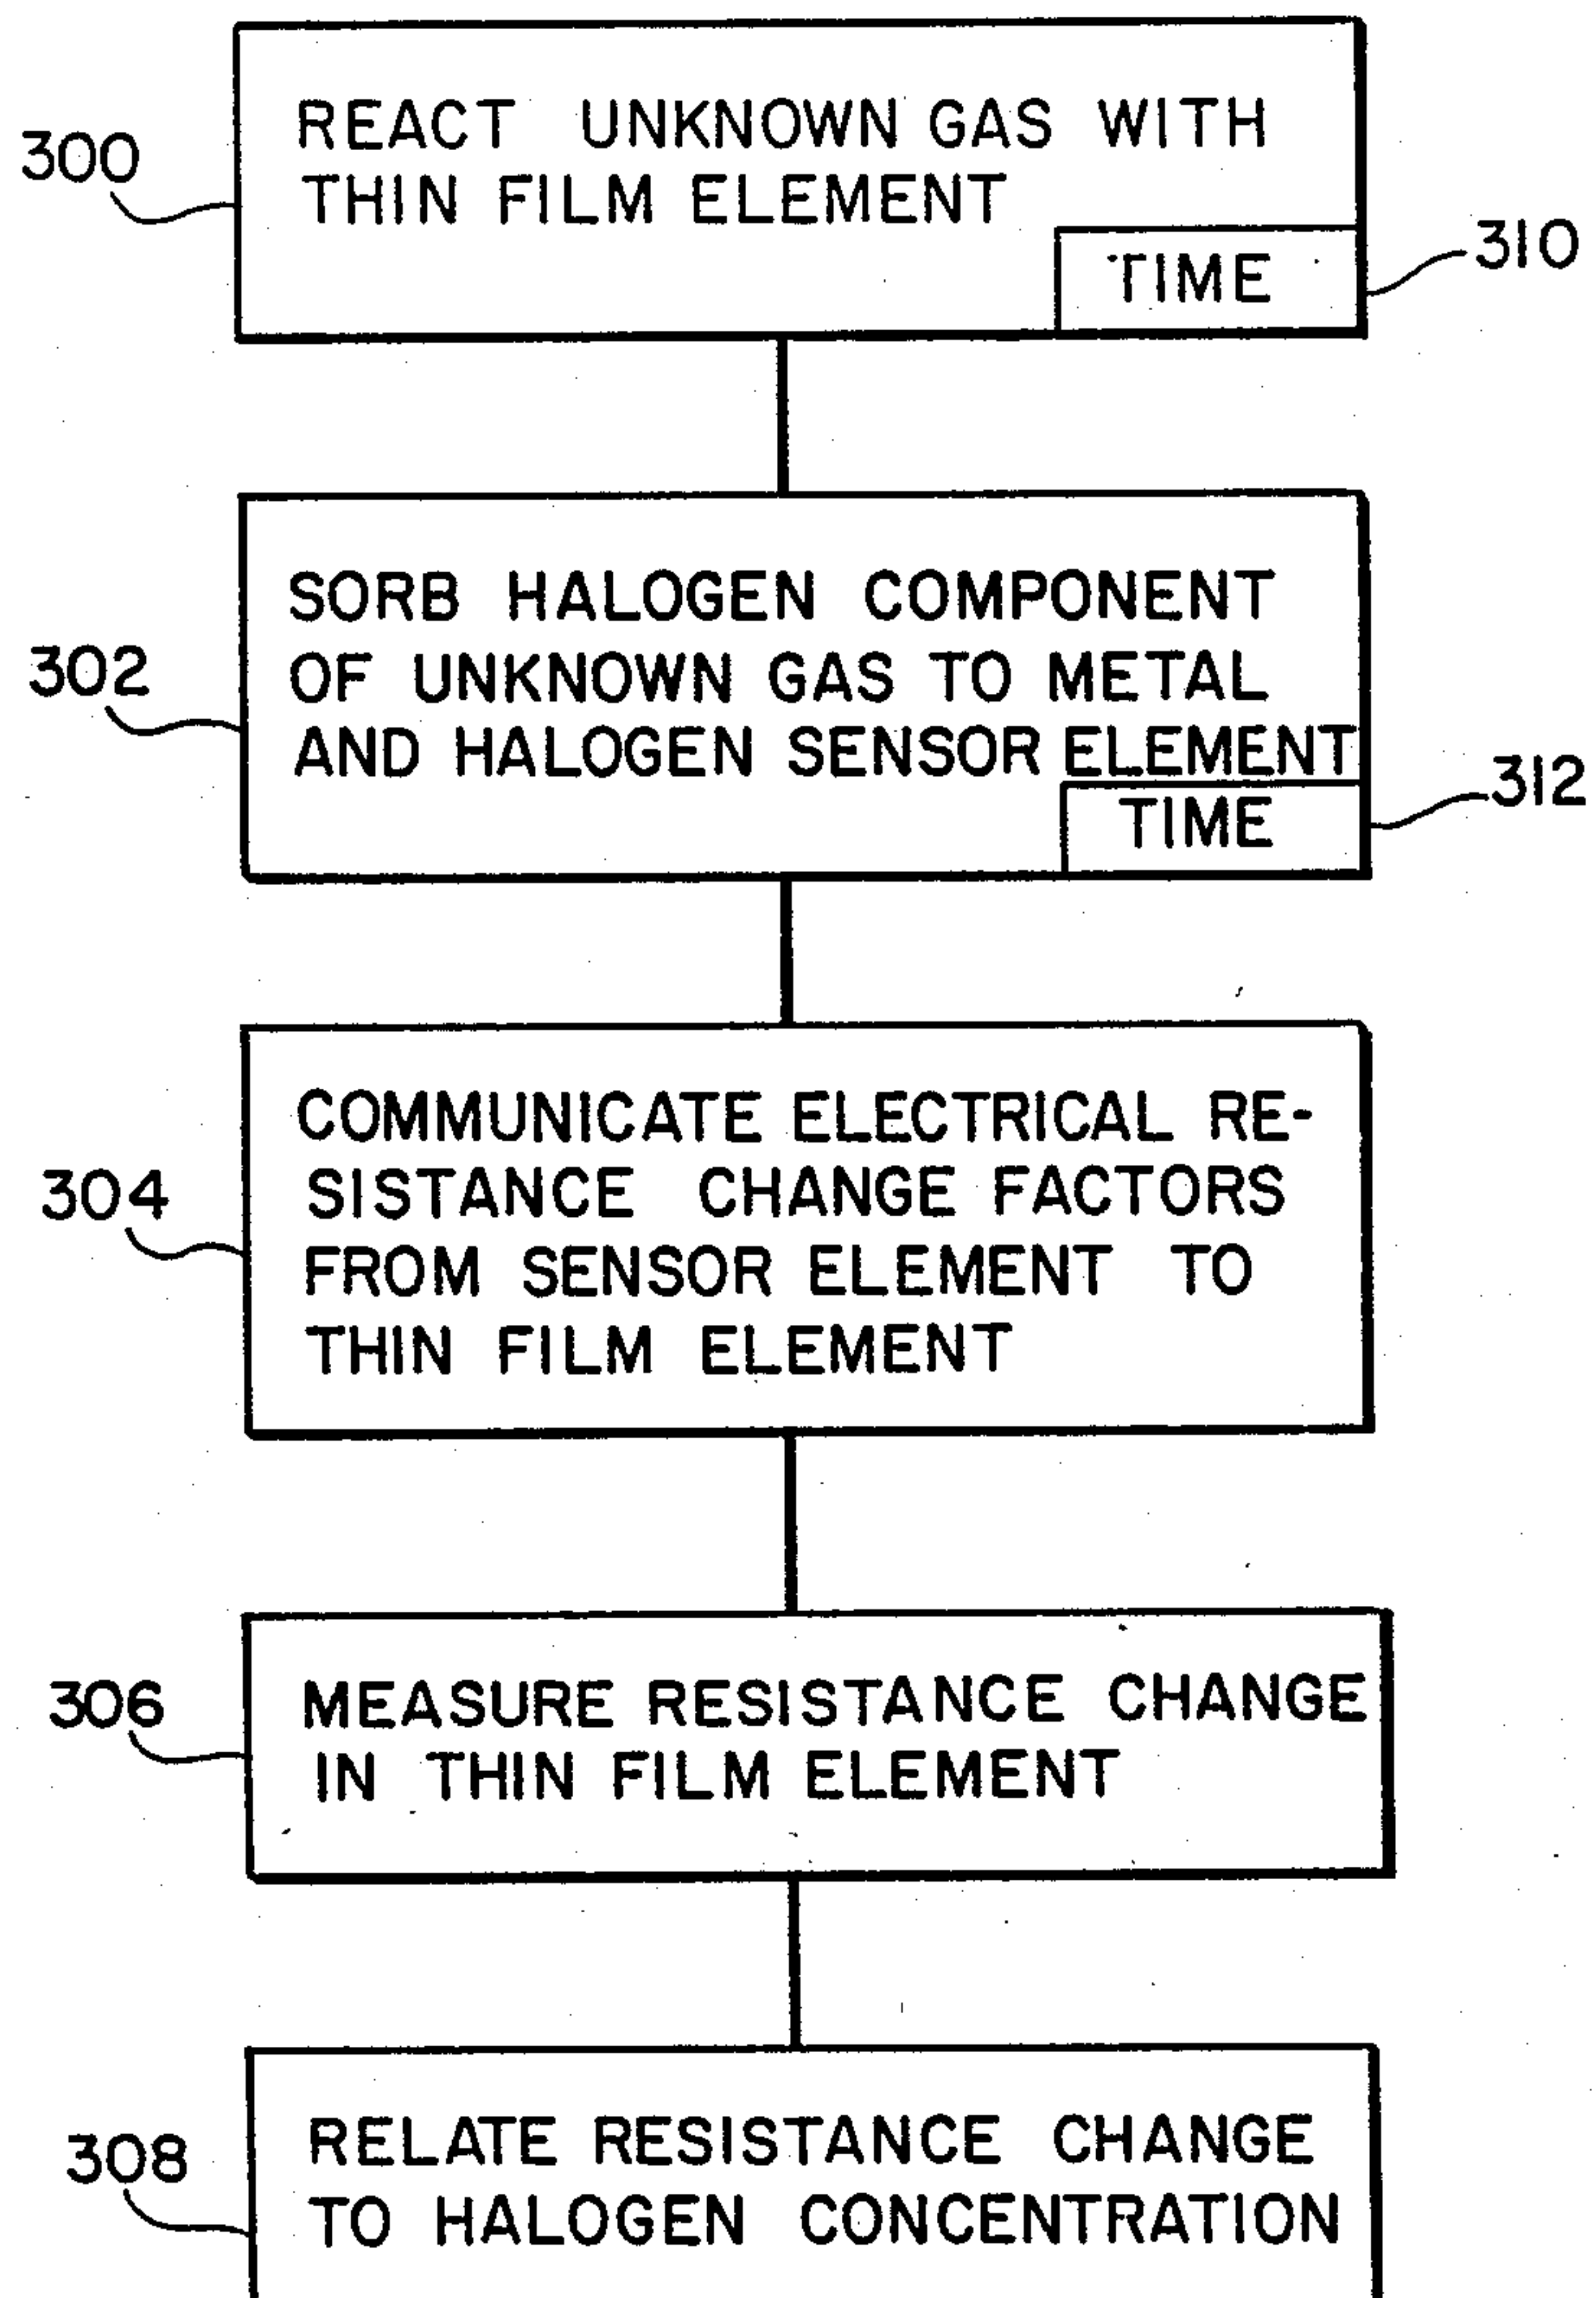 REACT UNKNOWN GAS WITH
THIN FILM ELEMENT
300
TIME
310
SORB HALOGEN COMPONENT
OF UNKNOWN GAS TO METAL
AND HALOGEN SENSOR ELEMENT
302
TIME
312
COMMUNICATE ELECTRICAL RE-
SISTANCE CHANGE FACTORS
FROM SENSOR ELEMENT TO
THIN FILM ELEMENT
304
MEASURE RESISTANCE CHANGE
IN THIN FILM ELEMENT
306
RELATE RESISTANCE CHANGE
TO HALOGEN CONCENTRATION
308